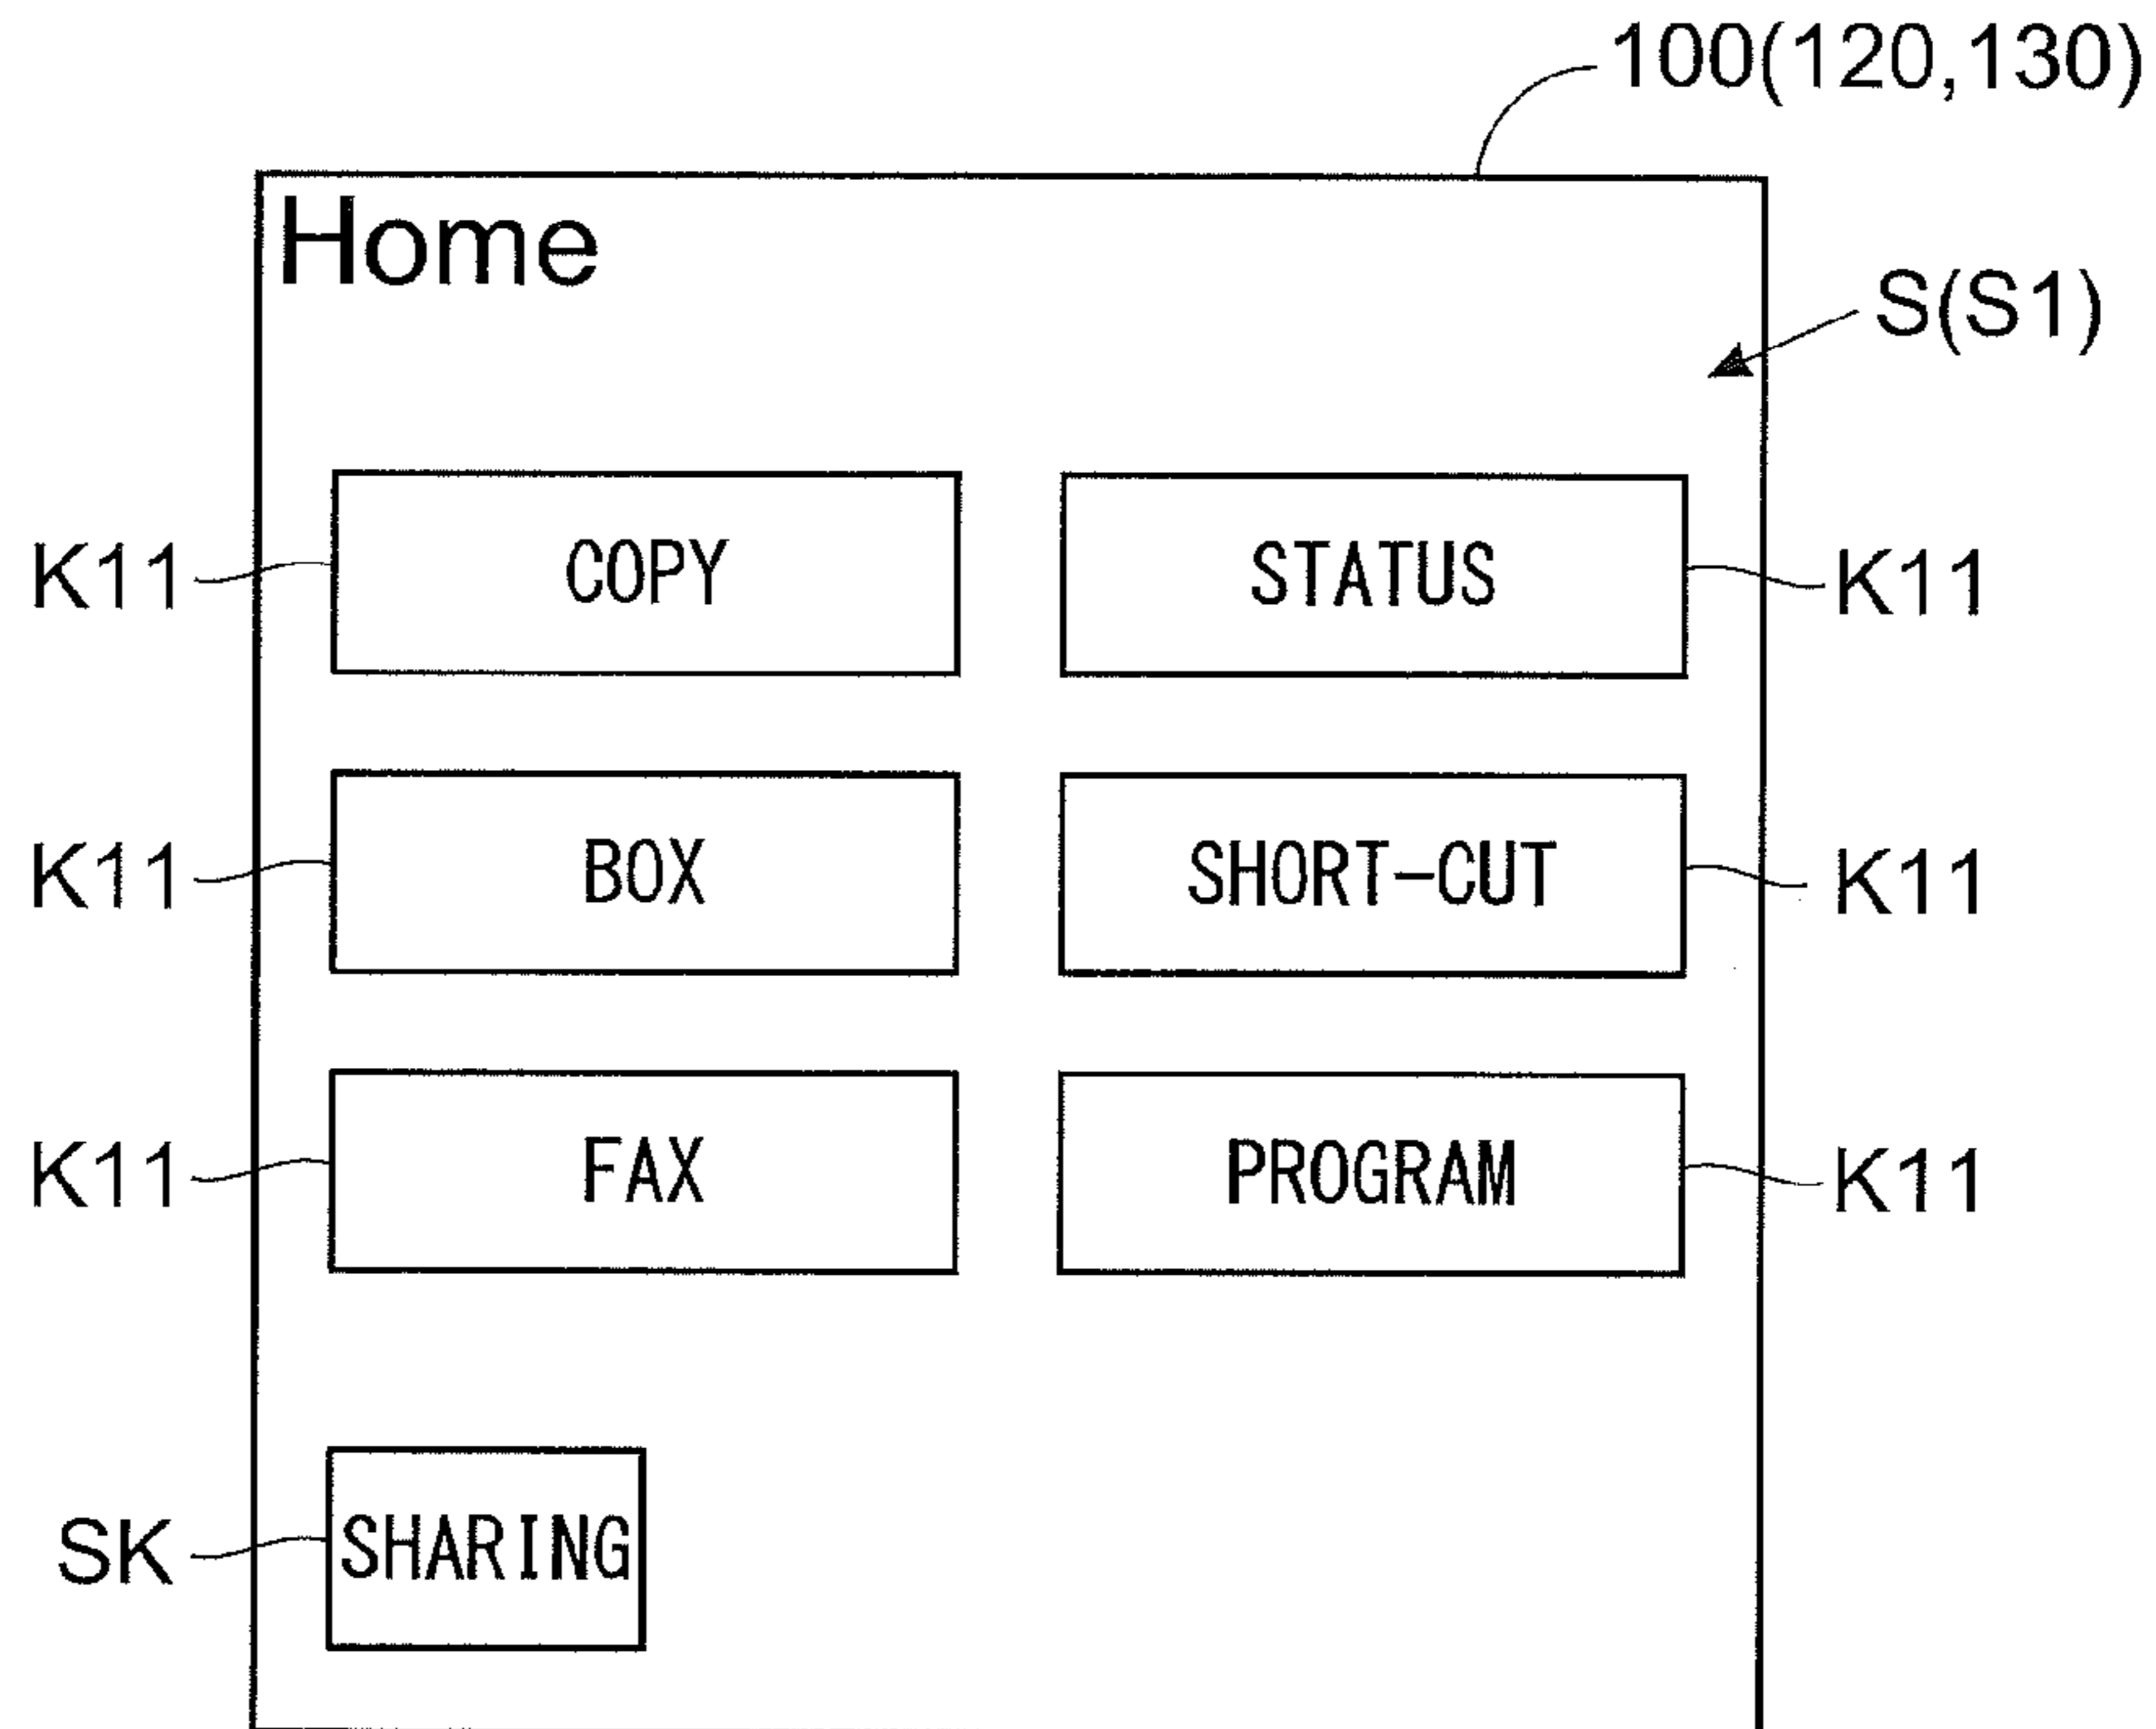 100(120,130)
Home
S(S1)
K11 COPY STATUS K11
K11 BOX SHORT-CUT K11
K11 FAX PROGRAM K11
SK SHARING